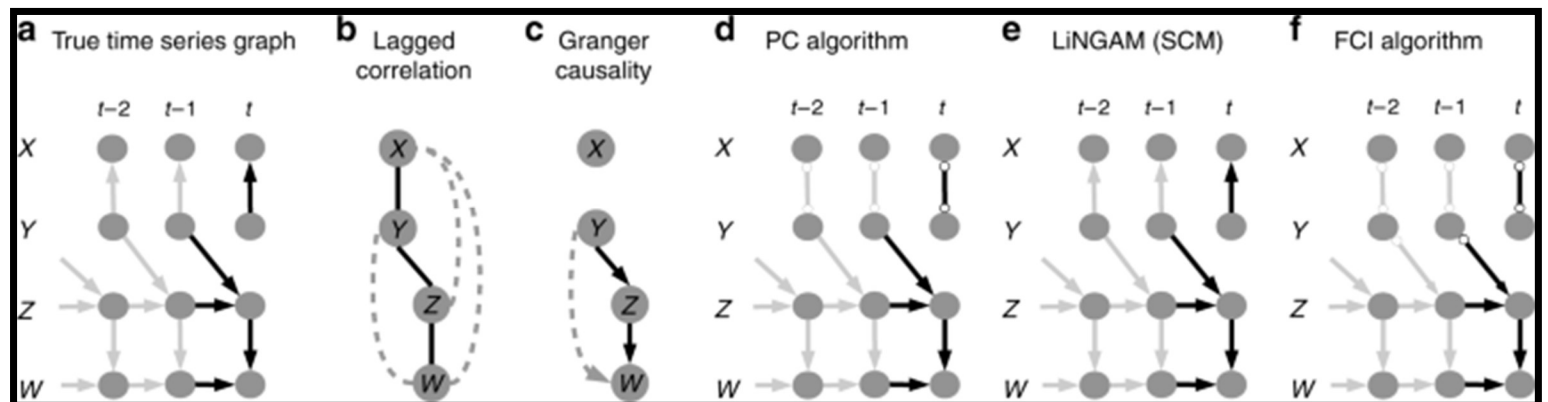 a True time series graph
b Lagged
correlation
c Granger
causality
d PC algorithm
e LiNGAM (SCM)
f FCI algorithm
t–2 t–1 t
t–2 t–1 t
t–2 t–1 t
t–2 t–1 t
X X X X X X
Y Y Y Y Y Y
Z Z Z Z Z Z
W W W W W W